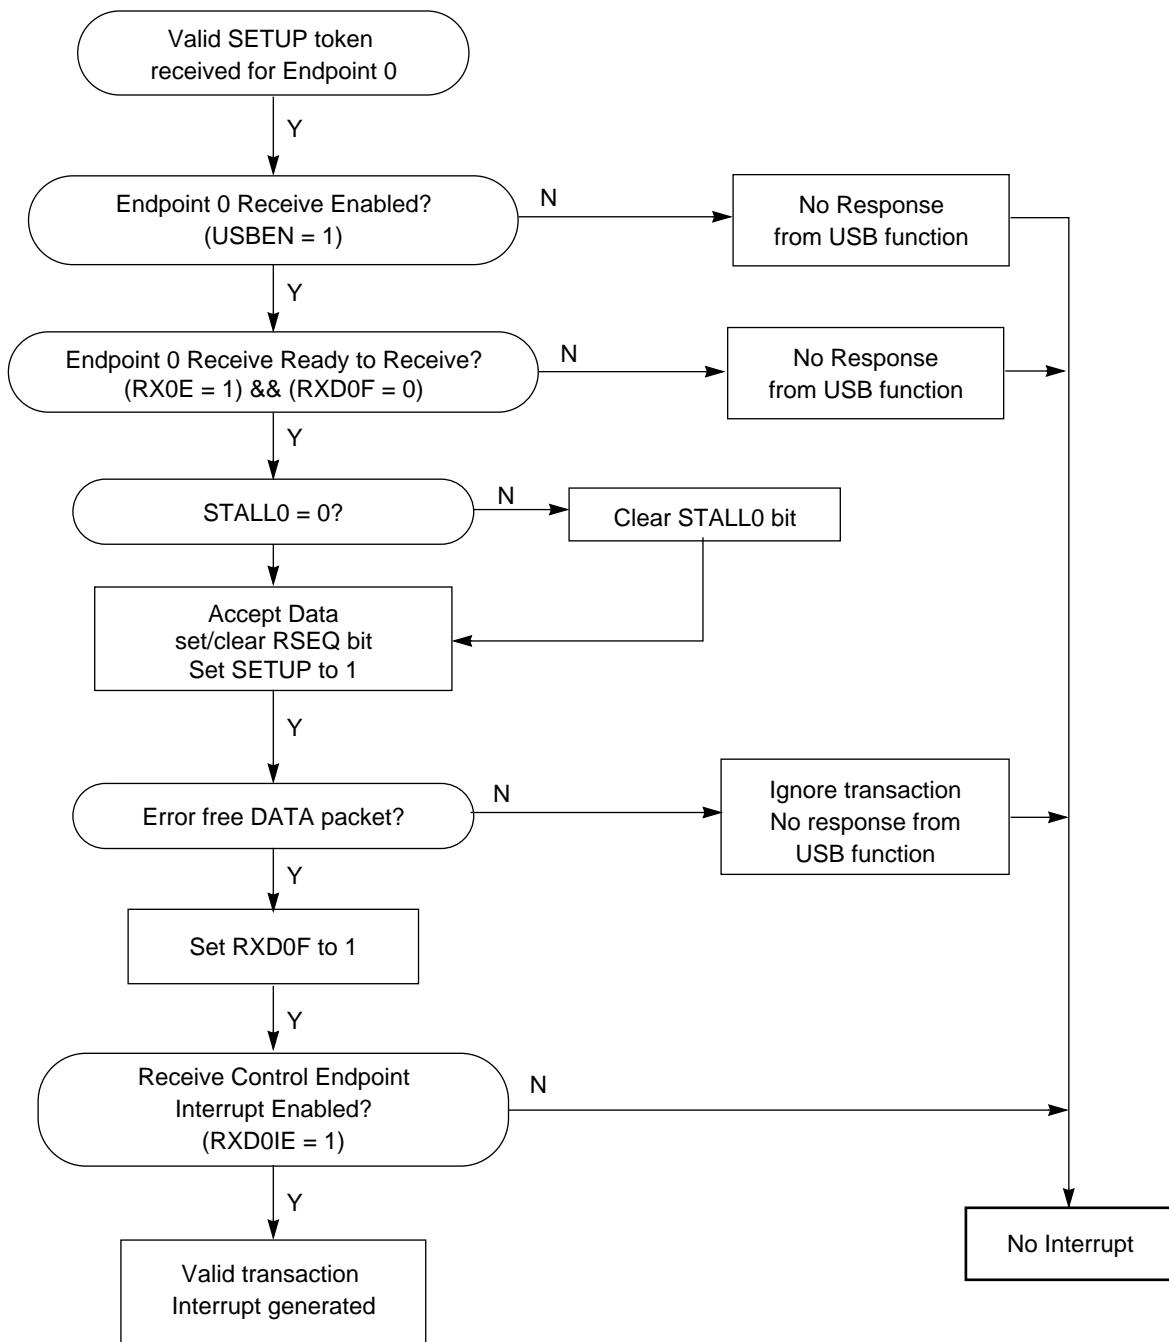 Valid SETUP token
received for Endpoint 0
Y
Endpoint 0 Receive Enabled?
(USBEN = 1)
N
No Response
from USB function
Y
Endpoint 0 Receive Ready to Receive?
(RX0E = 1) && (RXD0F = 0)
N
No Response
from USB function
Y
STALL0 = 0?
N
Clear STALL0 bit
Accept Data
set/clear RSEQ bit
Set SETUP to 1
Y
Error free DATA packet?
N
Ignore transaction
No response from
USB function
Y
Set RXD0F to 1
Y
Receive Control Endpoint
Interrupt Enabled?
(RXD0IE = 1)
N
Y
No Interrupt
Valid transaction
Interrupt generated